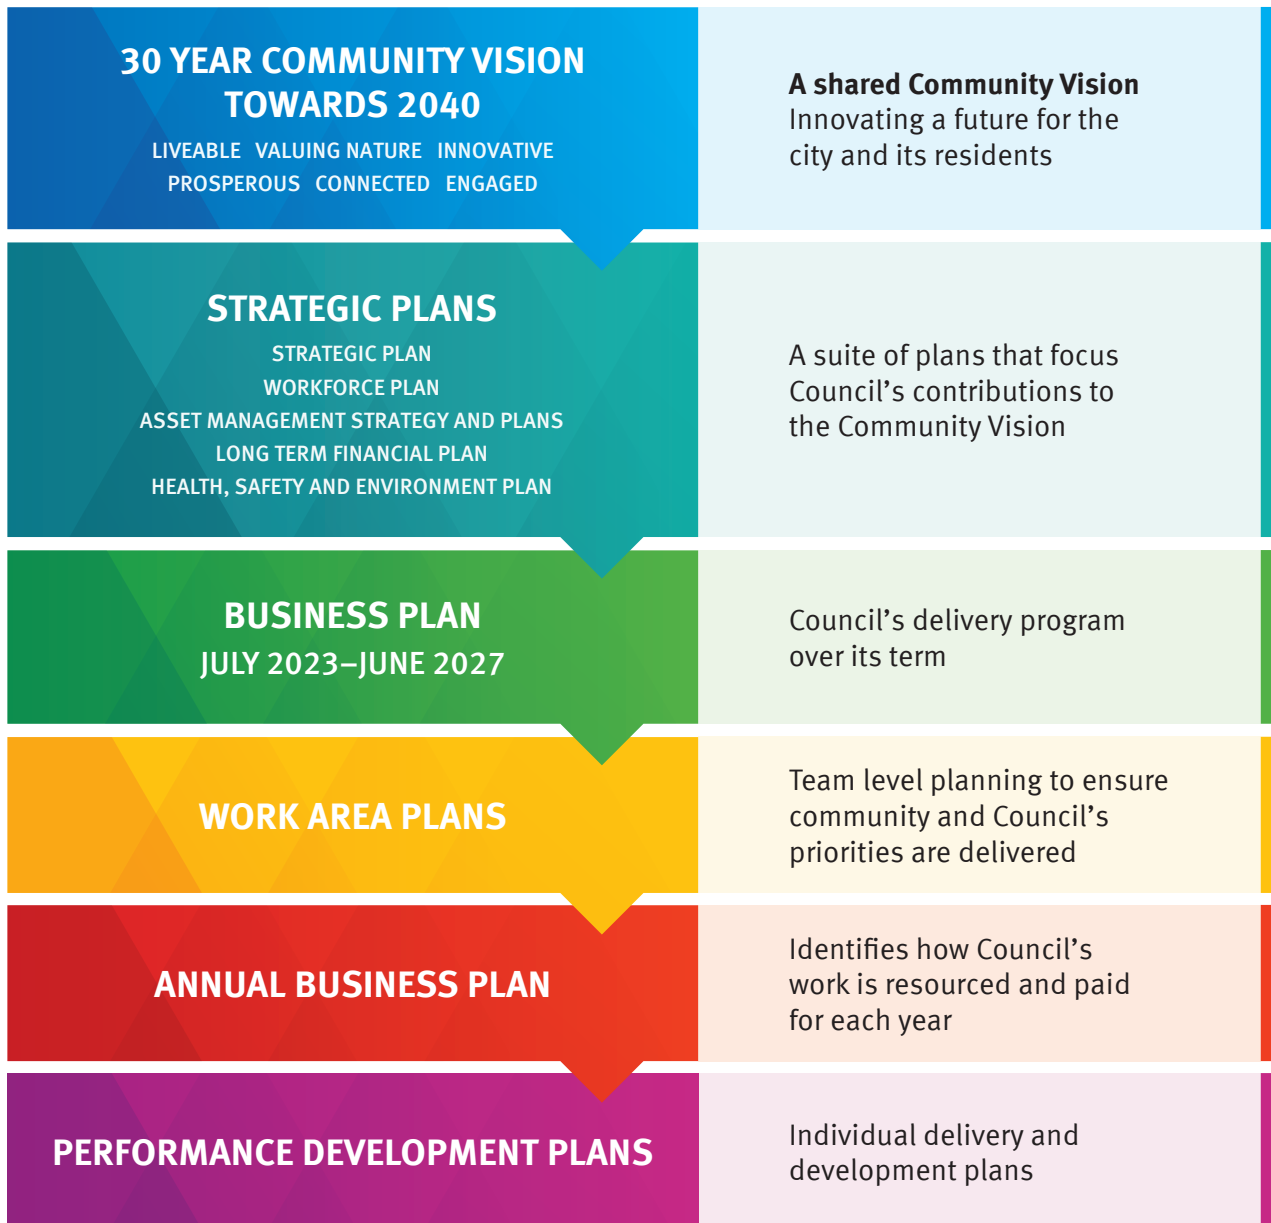 30 YEAR COMMUNITY VISION
TOWARDS 2040
LIVEABLE VALUING NATURE INNOVATIVE
PROSPEROUS CONNECTED ENGAGED
A shared Community Vision
Innovating a future for the
city and its residents
STRATEGIC PLANS
STRATEGIC PLAN
WORKFORCE PLAN
ASSET MANAGEMENT STRATEGY AND PLANS
LONG TERM FINANCIAL PLAN
HEALTH, SAFETY AND ENVIRONMENT PLAN
A suite of plans that focus
Council's contributions to
the Community Vision
BUSINESS PLAN
JULY 2023–JUNE 2027
Council's delivery program
over its term
WORK AREA PLANS
Team level planning to ensure
community and Council's
priorities are delivered
ANNUAL BUSINESS PLAN
Identifies how Council's
work is resourced and paid
for each year
PERFORMANCE DEVELOPMENT PLANS
Individual delivery and
development plans